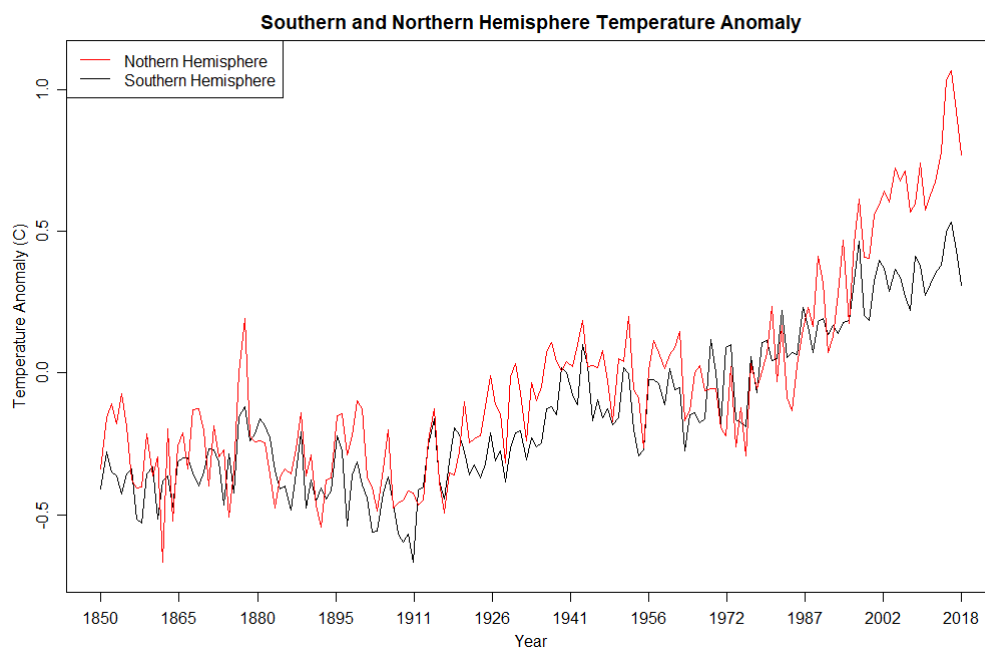 Southern and Northern Hemisphere Temperature Anomaly
Nothern Hemisphere
Southern Hemisphere
Temperature Anomaly (C)
1.0
0.5
0.0
-0.5
1850 1865 1880 1895 1911 1926 1941 1956 1972 1987 2002 2018
Year